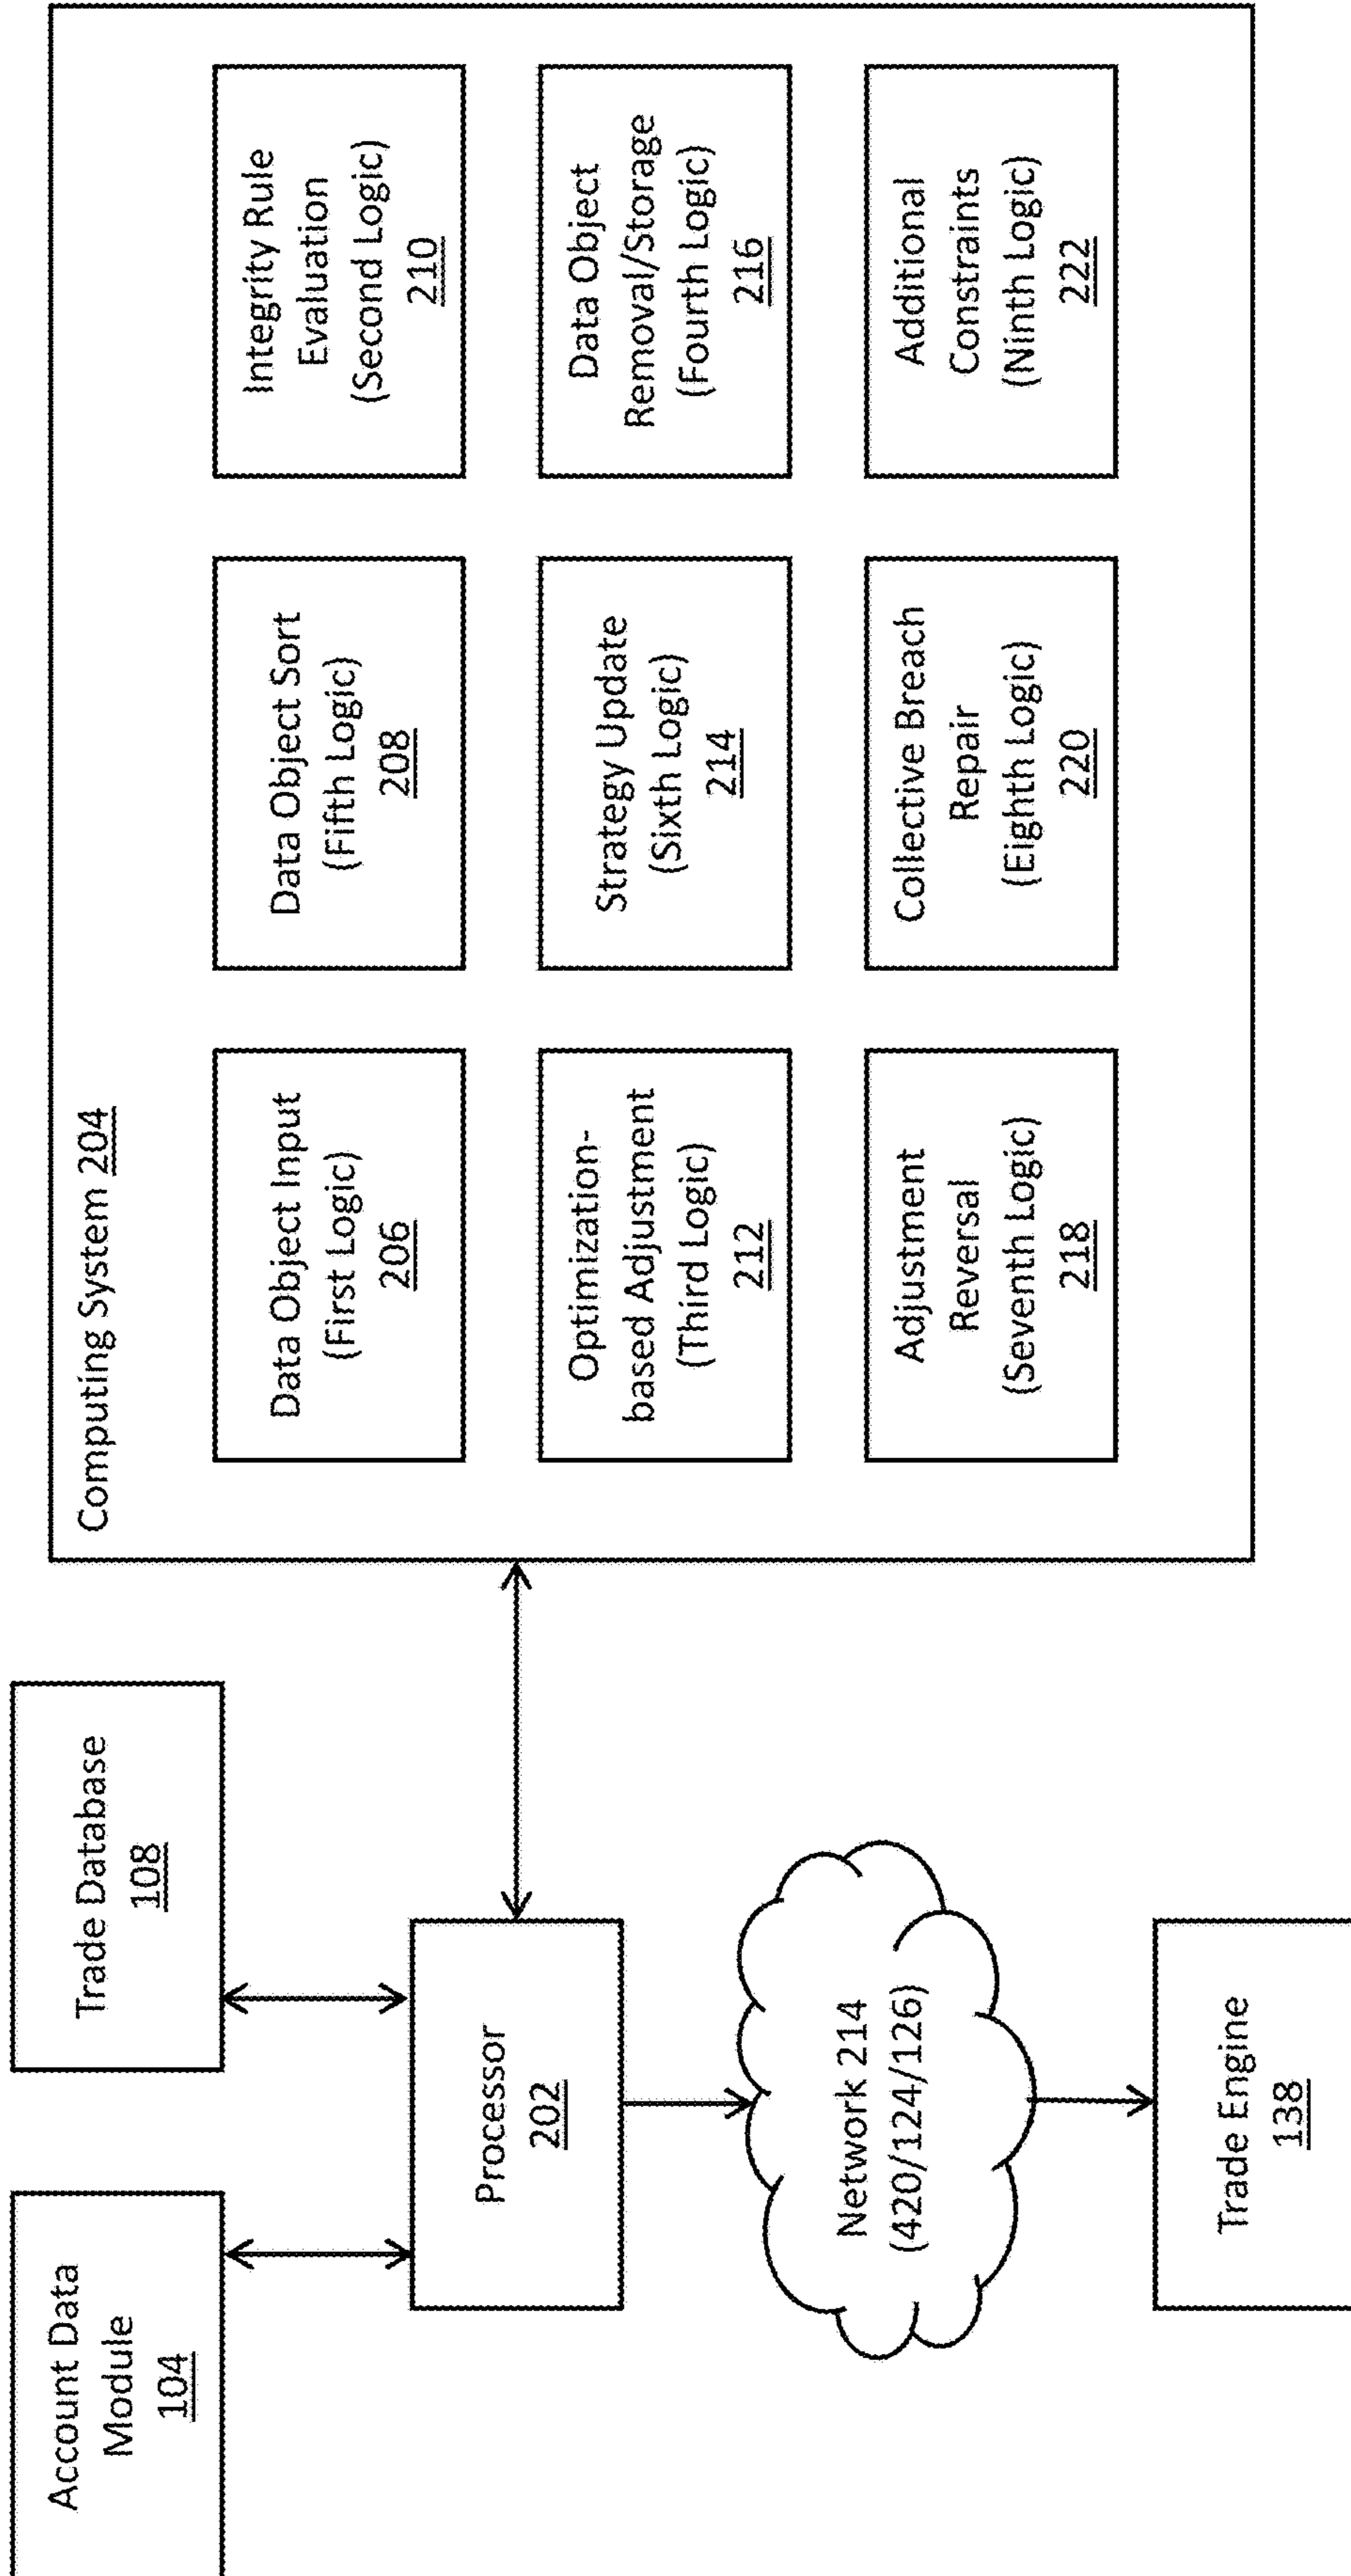 Account Data
Module
104
Trade Database
108
Processor
202
Network 214
(420/124/126)
Trade Engine
138
Computing System 204
Data Object Input
(First Logic)
206
Data Object Sort
(Fifth Logic)
208
Integrity Rule
Evaluation
(Second Logic)
210
Optimization-
based Adjustment
(Third Logic)
212
Strategy Update
(Sixth Logic)
214
Data Object
Removal/Storage
(Fourth Logic)
216
Adjustment
Reversal
(Seventh Logic)
218
Collective Breach
Repair
(Eighth Logic)
220
Additional
Constraints
(Ninth Logic)
222